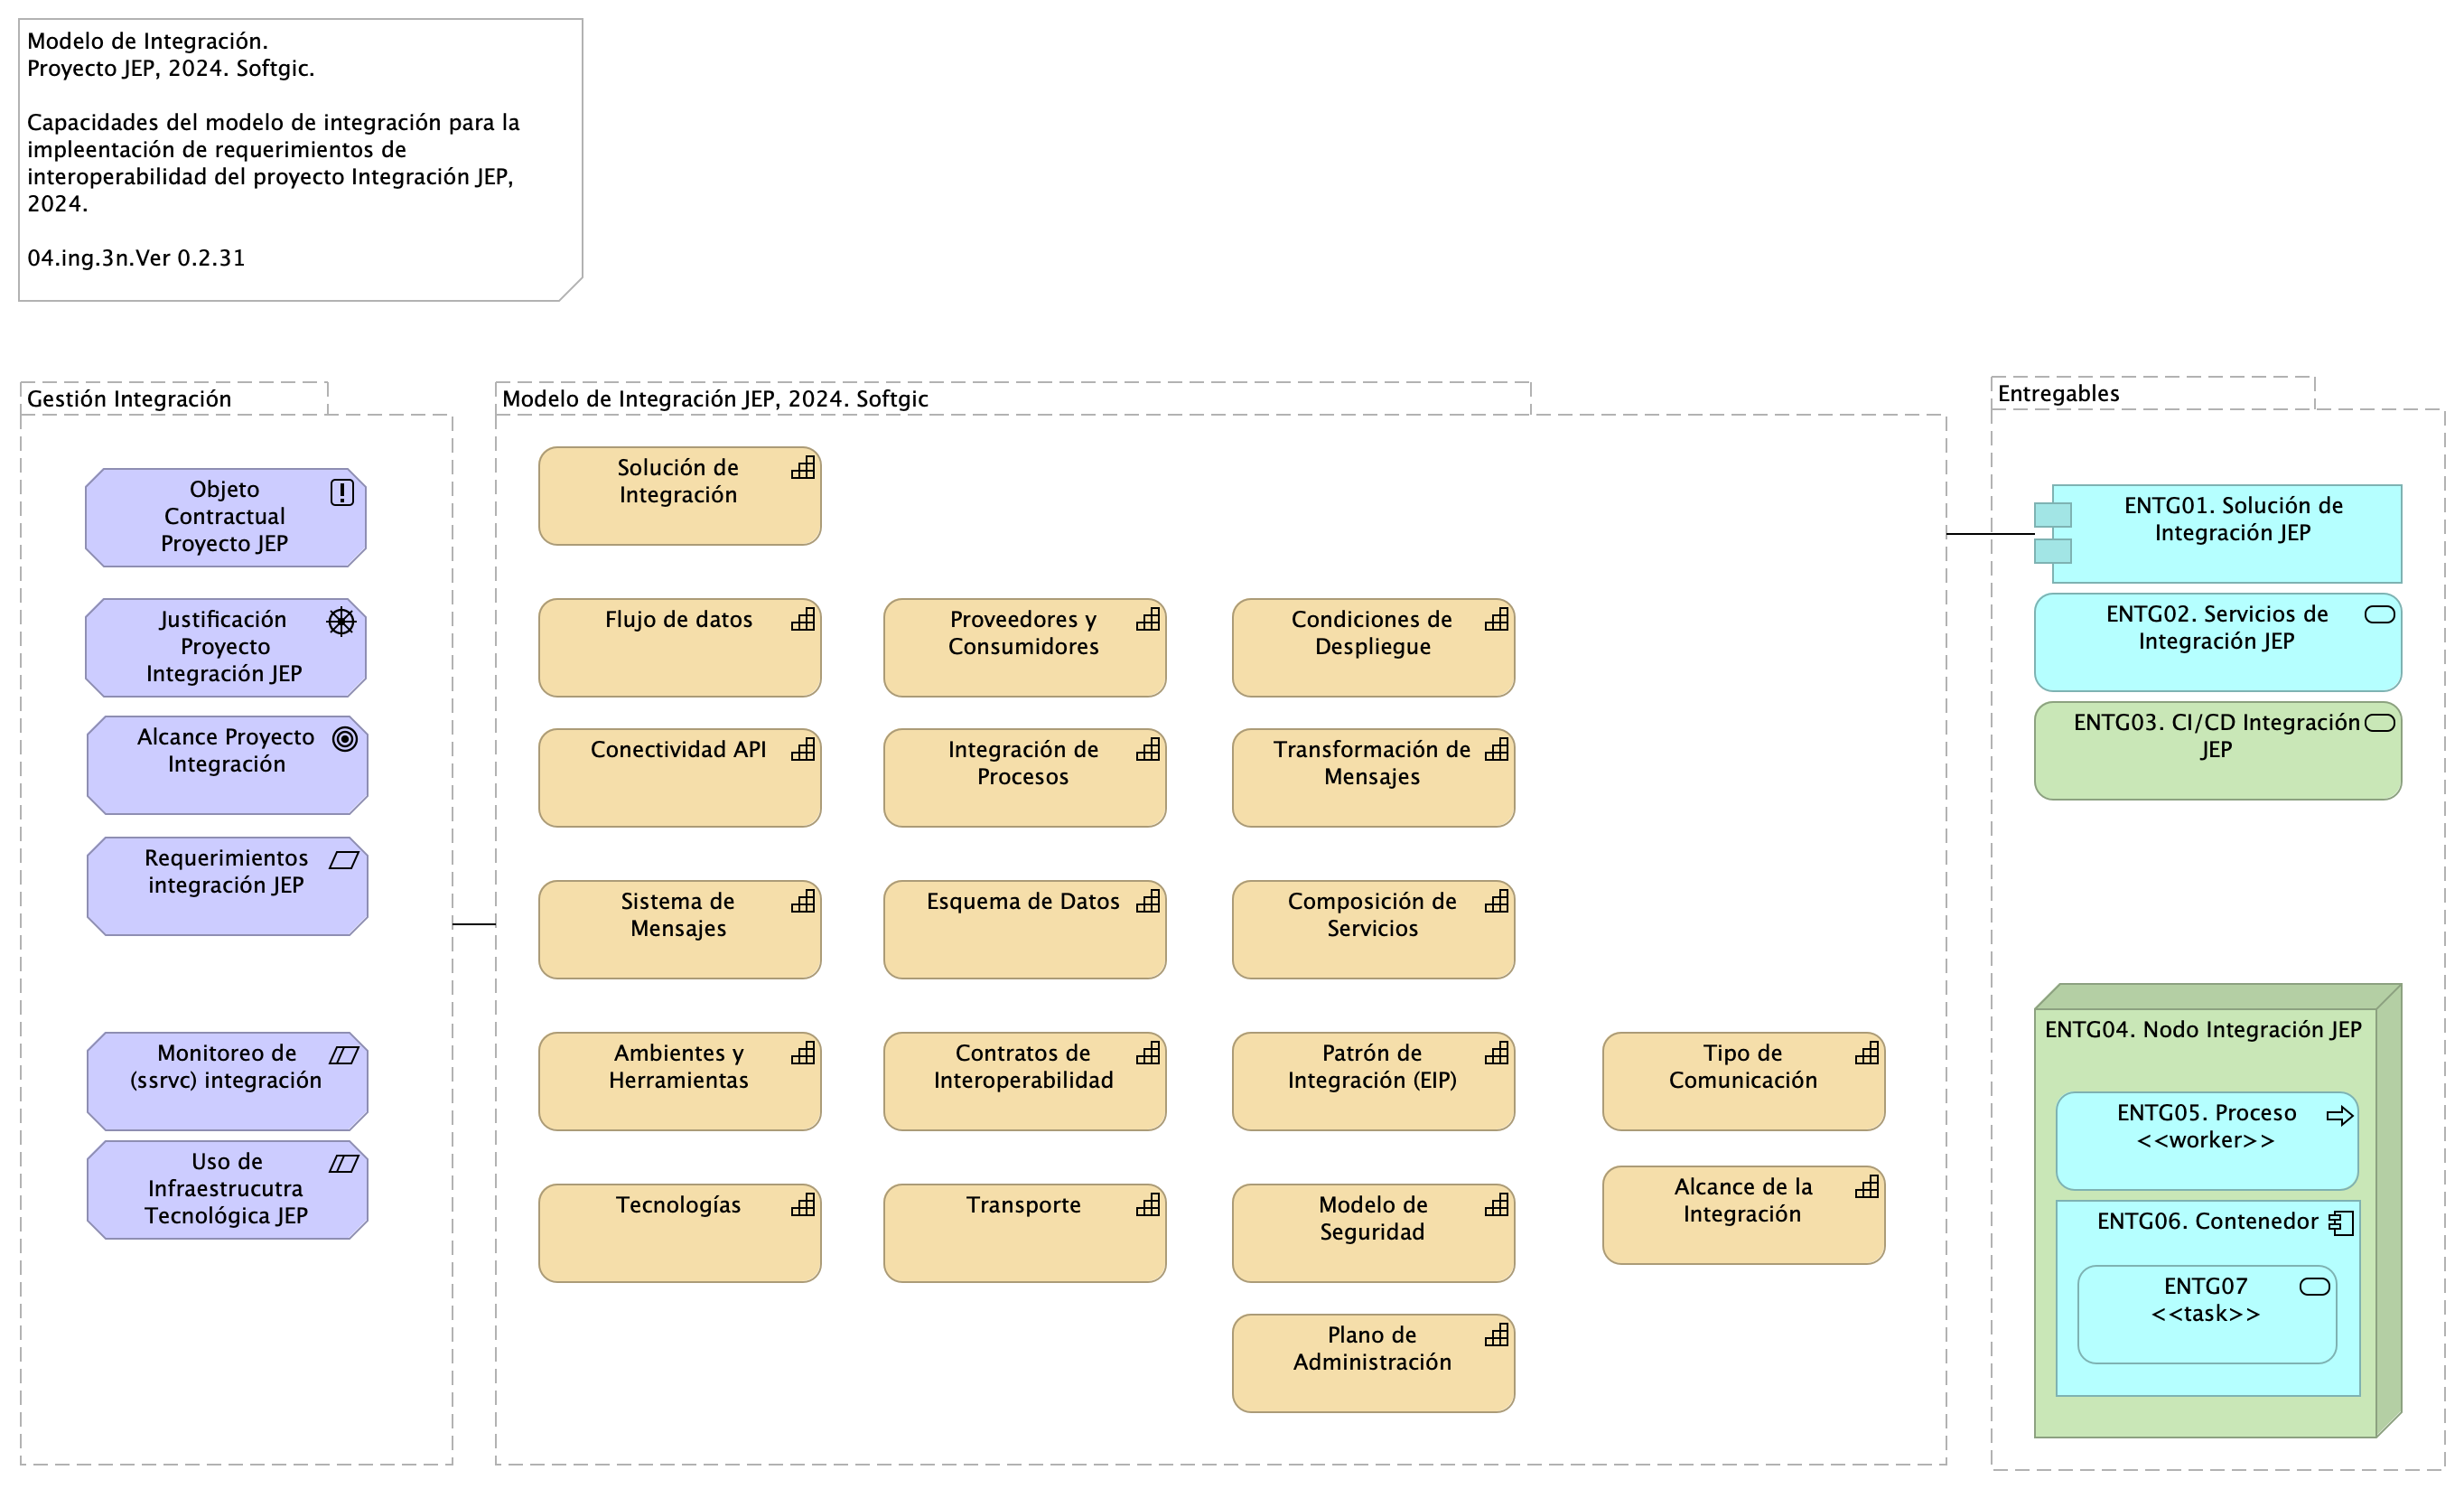 Modelo de Integración.
Proyecto JEP, 2024. Softgic.
Capacidades del modelo de integración para la
impleentación de requerimientos de
interoperabilidad del proyecto Integración JEP,
2024.
04.ing.3n.Ver 0.2.31
Gestión Integración
Objeto
Contractual
Proyecto JEP
Justificación
Proyecto
Integración JEP
Alcance Proyecto
Integración
Requerimientos
integración JEP
Monitoreo de
(ssrvc) integración
Uso de
Infraestrucutra
Tecnológica JEP
Modelo de Integración JEP, 2024. Softgic
Solución de
Integración
Flujo de datos
Proveedores y
Consumidores
Condiciones de
Despliegue
Conectividad API
Integración de
Procesos
Transformación de
Mensajes
Sistema de
Mensajes
Esquema de Datos
Composición de
Servicios
Ambientes y
Herramientas
Contratos de
Interoperabilidad
Patrón de
Integración (EIP)
Tipo de
Comunicación
Tecnologías
Transporte
Modelo de
Seguridad
Alcance de la
Integración
Plano de
Administración
Entregables
ENTG01. Solución de
Integración JEP
ENTG02. Servicios de
Integración JEP
ENTG03. CI/CD Integración
JEP
ENTG04. Nodo Integración JEP
ENTG05. Proceso
<<worker>>
ENTG06. Contenedor
ENTG07
<<task>>